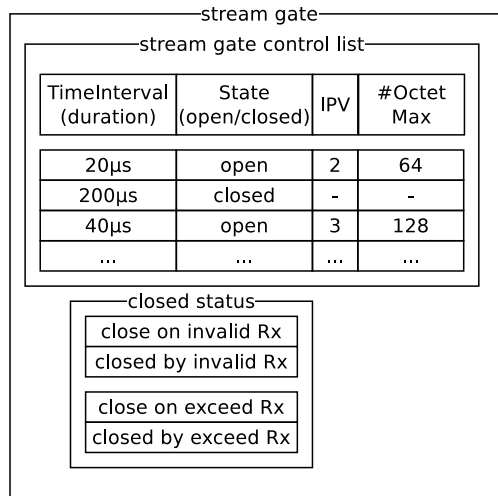 stream gate
stream gate control list
TimeInterval (duration) State (open/closed) IPV #Octet Max
20µs open 2 64
200µs closed - -
40µs open 3 128
... ... ... ...
closed status
close on invalid Rx
closed by invalid Rx
close on exceed Rx
closed by exceed Rx